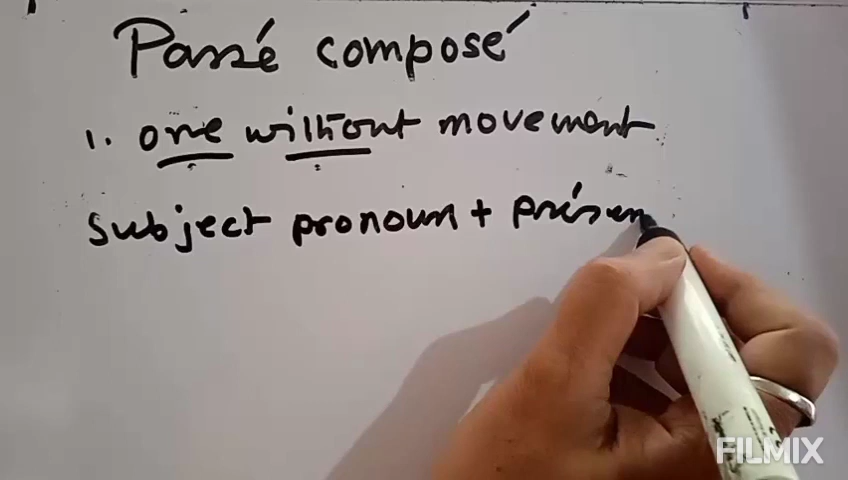 Passé composé
1. one without movement
subject pronoun + présen
FILMIX